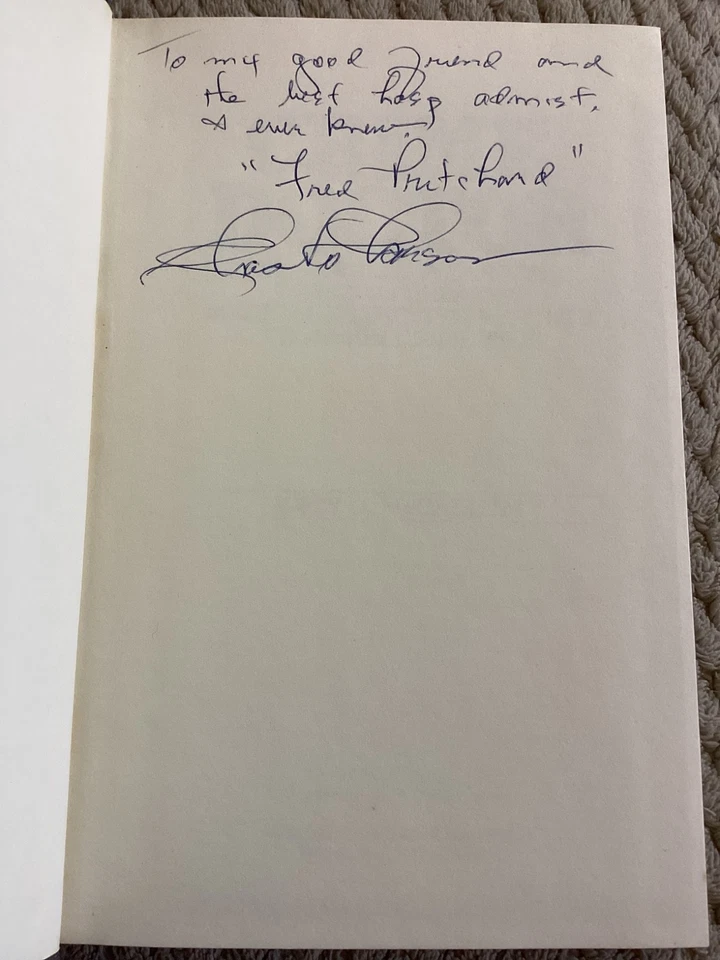 To my good friend and
the best hosp admist.
I ever knew.
"Fred Pritchard"